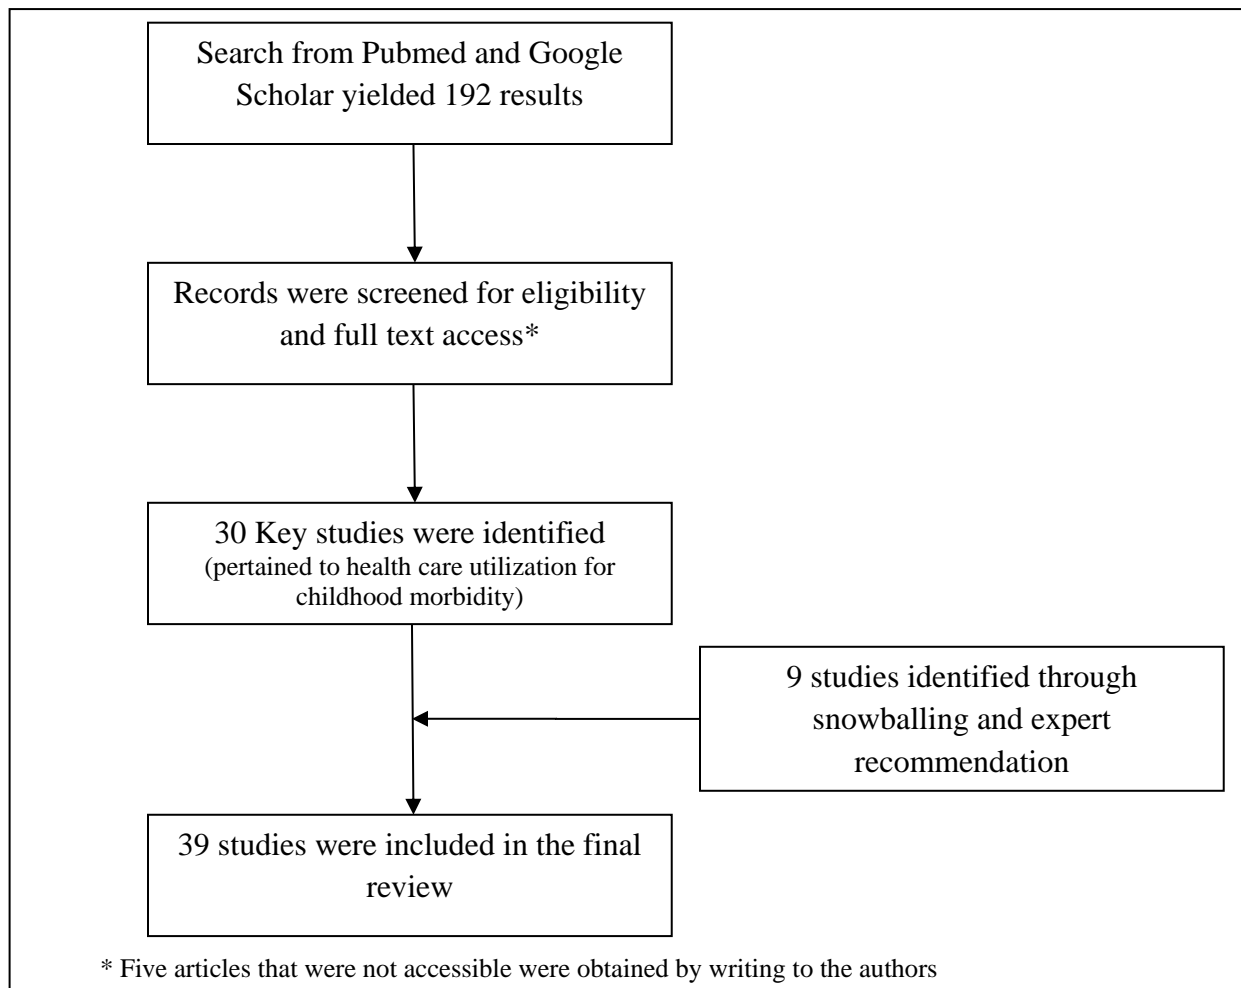 Search from Pubmed and Google
Scholar yielded 192 results
Records were screened for eligibility
and full text access*
30 Key studies were identified
(pertained to health care utilization for
childhood morbidity)
9 studies identified through
snowballing and expert
recommendation
39 studies were included in the final
review
* Five articles that were not accessible were obtained by writing to the authors